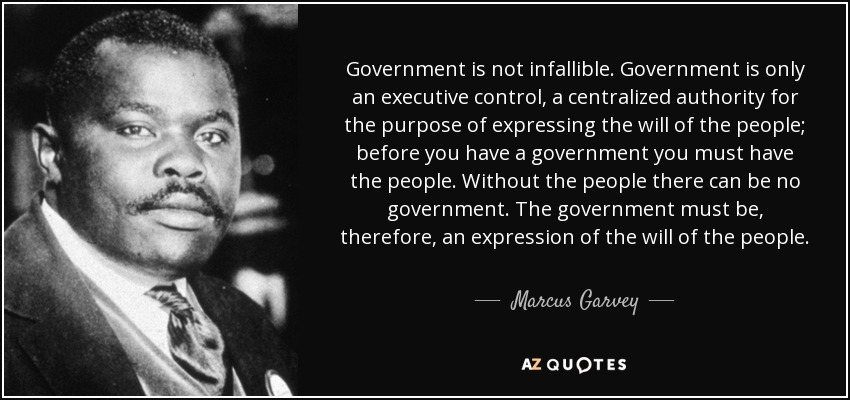 Government is not infallible. Government is only
an executive control, a centralized authority for
the purpose of expressing the will of the people;
before you have a government you must have
the people. Without the people there can be no
government. The government must be,
therefore, an expression of the will of the people.
Marcus Garvey
AZ QUOTES